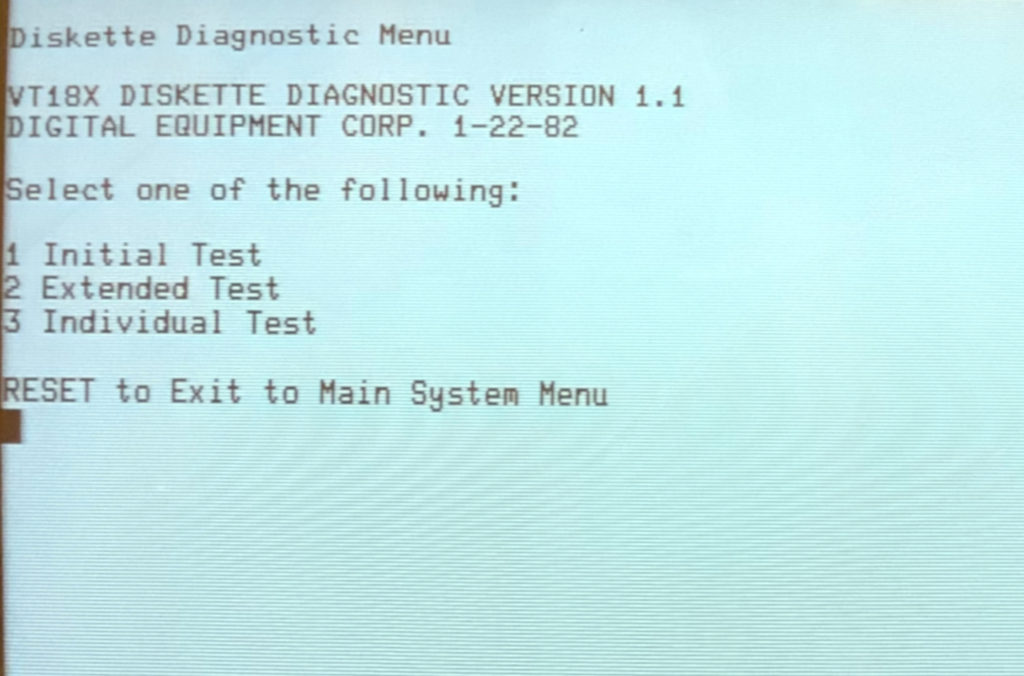 Diskette Diagnostic Menu
VT18X DISKETTE DIAGNOSTIC VERSION 1.1
DIGITAL EQUIPMENT CORP. 1-22-82
Select one of the following:
1 Initial Test
2 Extended Test
3 Individual Test
RESET to Exit to Main System Menu